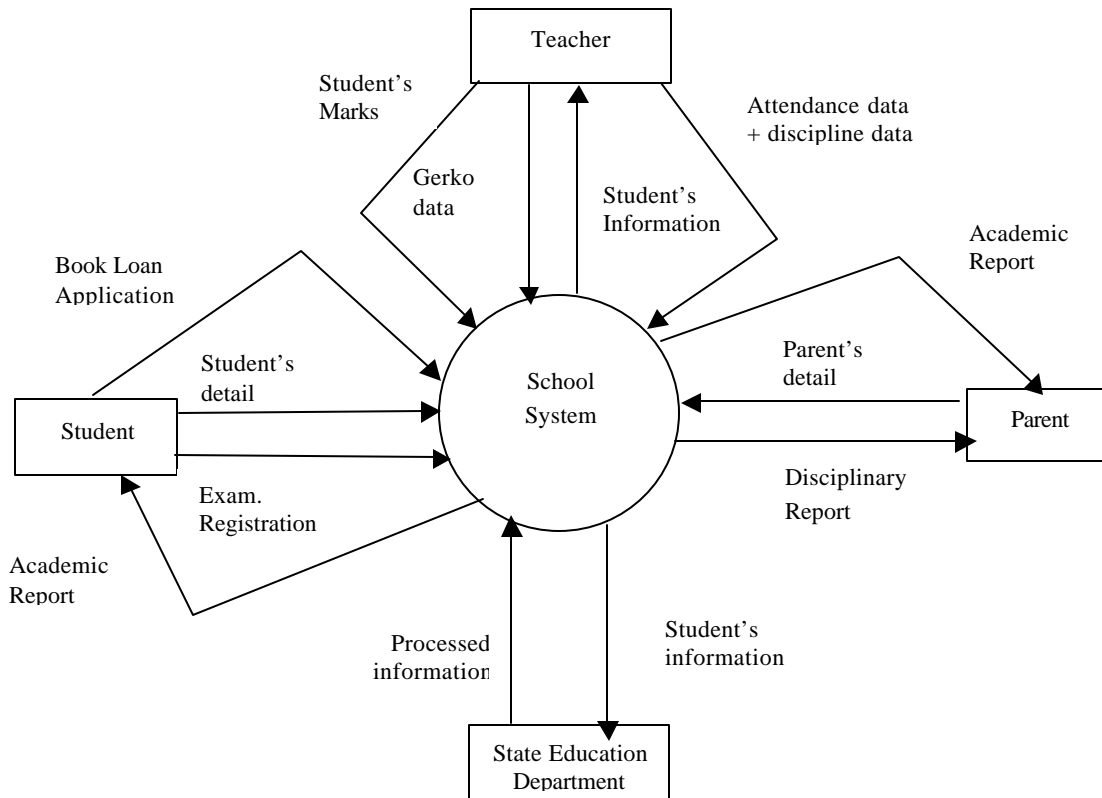 Teacher
Student's
Marks
Attendance data
+ discipline data
Gerko
data
Student's
Information
Academic
Report
Book Loan
Application
Student's
detail
Parent's
detail
School
System
Student
Parent
Exam.
Registration
Disciplinary
Report
Academic
Report
Processed
information
Student's
information
State Education
Department